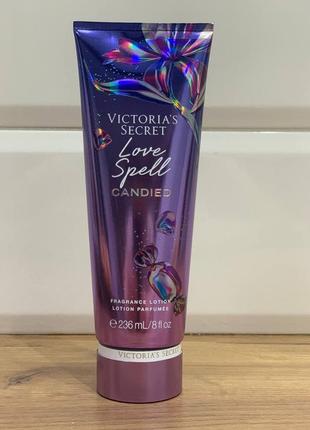 VICTORIA'S
SECRET
Love
Spell
CANDIED
FRAGRANCE LOTION
LOTION PARFUMÉE
℮ 236 mL/8 fl oz
VICTORIA'S SECRET